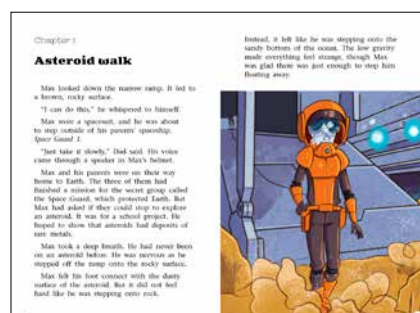 Chapter 1
Asteroid walk
Max looked down the narrow ramp. It led to
a brown, rocky surface.
"I can do this," he whispered to himself.
Max wore a spacesuit, and he was about
to step outside of his parents' spaceship,
Space Guard 1.
"Just take it slowly," Dad said. His voice
came through a speaker in Max's helmet.
Max and his parents were on their way
home to Earth. The three of them had
finished a mission for the secret group called
the Space Guard, which protected Earth. But
Max had asked if they could stop to explore
an asteroid. It was for a school project. He
hoped to show that asteroids had deposits of
rare metals.
Max took a deep breath. He had never been
on an asteroid before. He was nervous as he
stepped off the ramp onto the rocky surface.
Max felt his foot connect with the dusty
surface of the asteroid. But it did not feel
hard like he was stepping onto rock.
Instead, it felt like he was stepping onto the
sandy bottom of the ocean. The low gravity
made everything feel strange, though Max
was glad there was just enough to stop him
floating away.